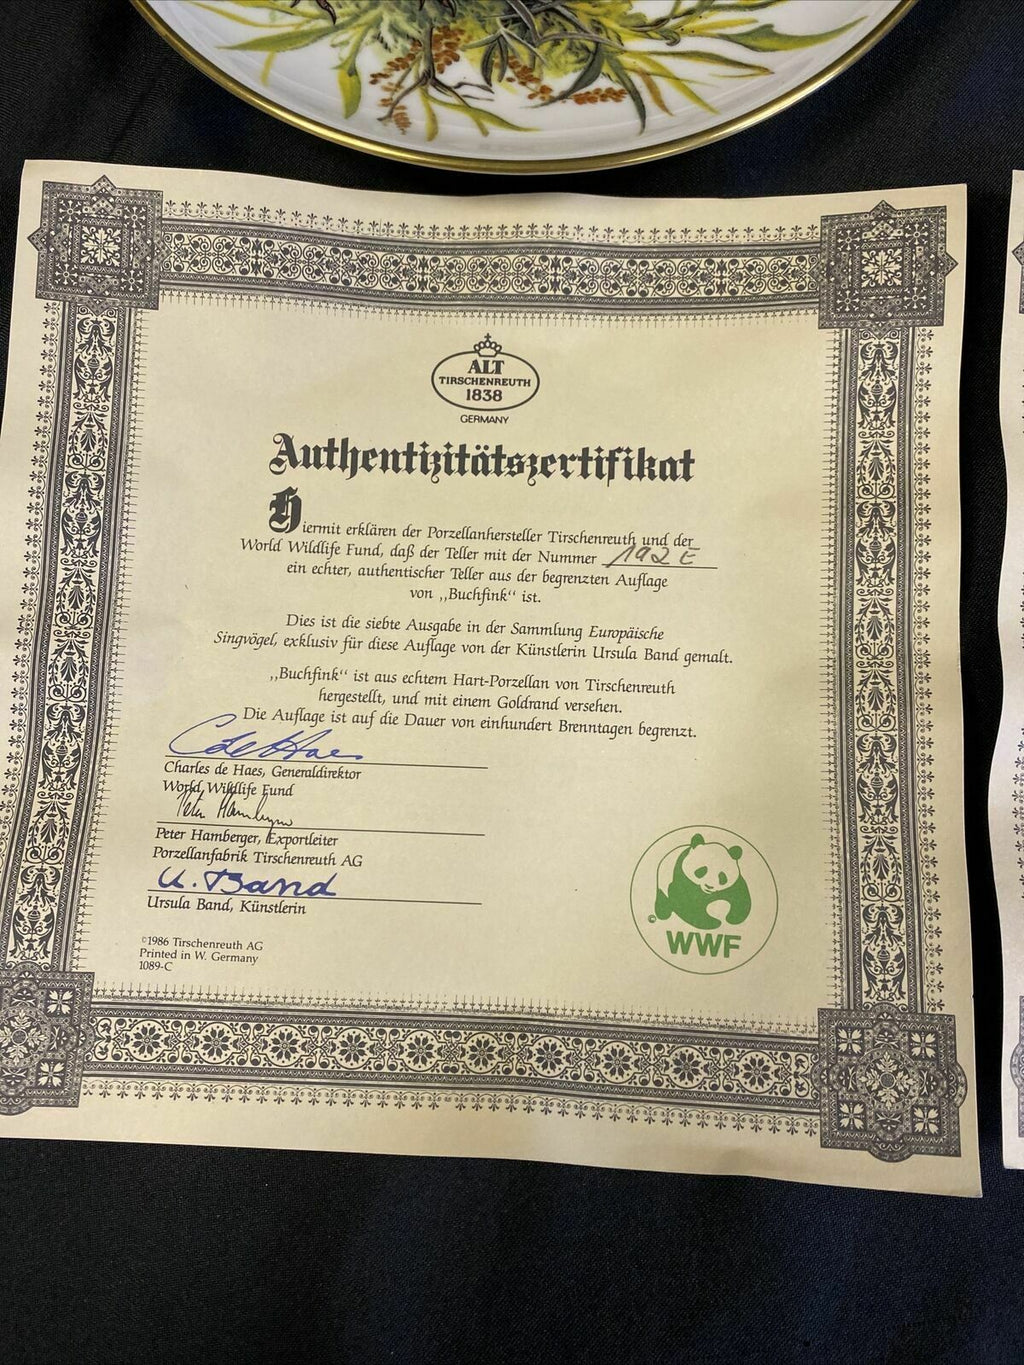 ALT
TIRSCHENREUTH
1838
GERMANY
Authentizitätszertifikat
Hiermit erklären der Porzellanhersteller Tirschenreuth und der
World Wildlife Fund, daß der Teller mit der Nummer 192 E
ein echter, authentischer Teller aus der begrenzten Auflage
von ,,Buchfink“ ist.
Dies ist die siebte Ausgabe in der Sammlung Europäische
Singvögel, exklusiv für diese Auflage von der Künstlerin Ursula Band gemalt.
,,Buchfink“ ist aus echtem Hart-Porzellan von Tirschenreuth
hergestellt, und mit einem Goldrand versehen.
Die Auflage ist auf die Dauer von einhundert Brenntagen begrenzt.
C de Haes
Charles de Haes, Generaldirektor
World Wildlife Fund
Peter Hamberger
Peter Hamberger, Exportleiter
Porzellanfabrik Tirschenreuth AG
U. Band
Ursula Band, Künstlerin
©1986 Tirschenreuth AG
Printed in W. Germany
1089-C
©
WWF